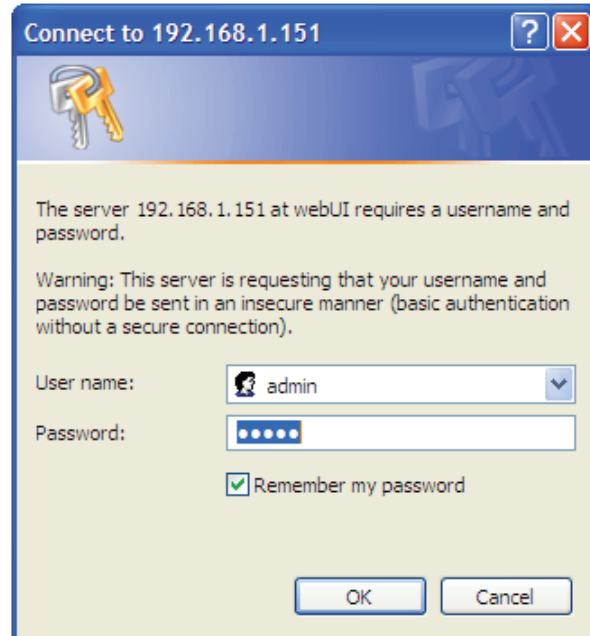 Connect to 192.168.1.151
The server 192.168.1.151 at webUI requires a username and
password.
Warning: This server is requesting that your username and
password be sent in an insecure manner (basic authentication
without a secure connection).
User name:
admin
Password:
•••••
Remember my password
OK
Cancel